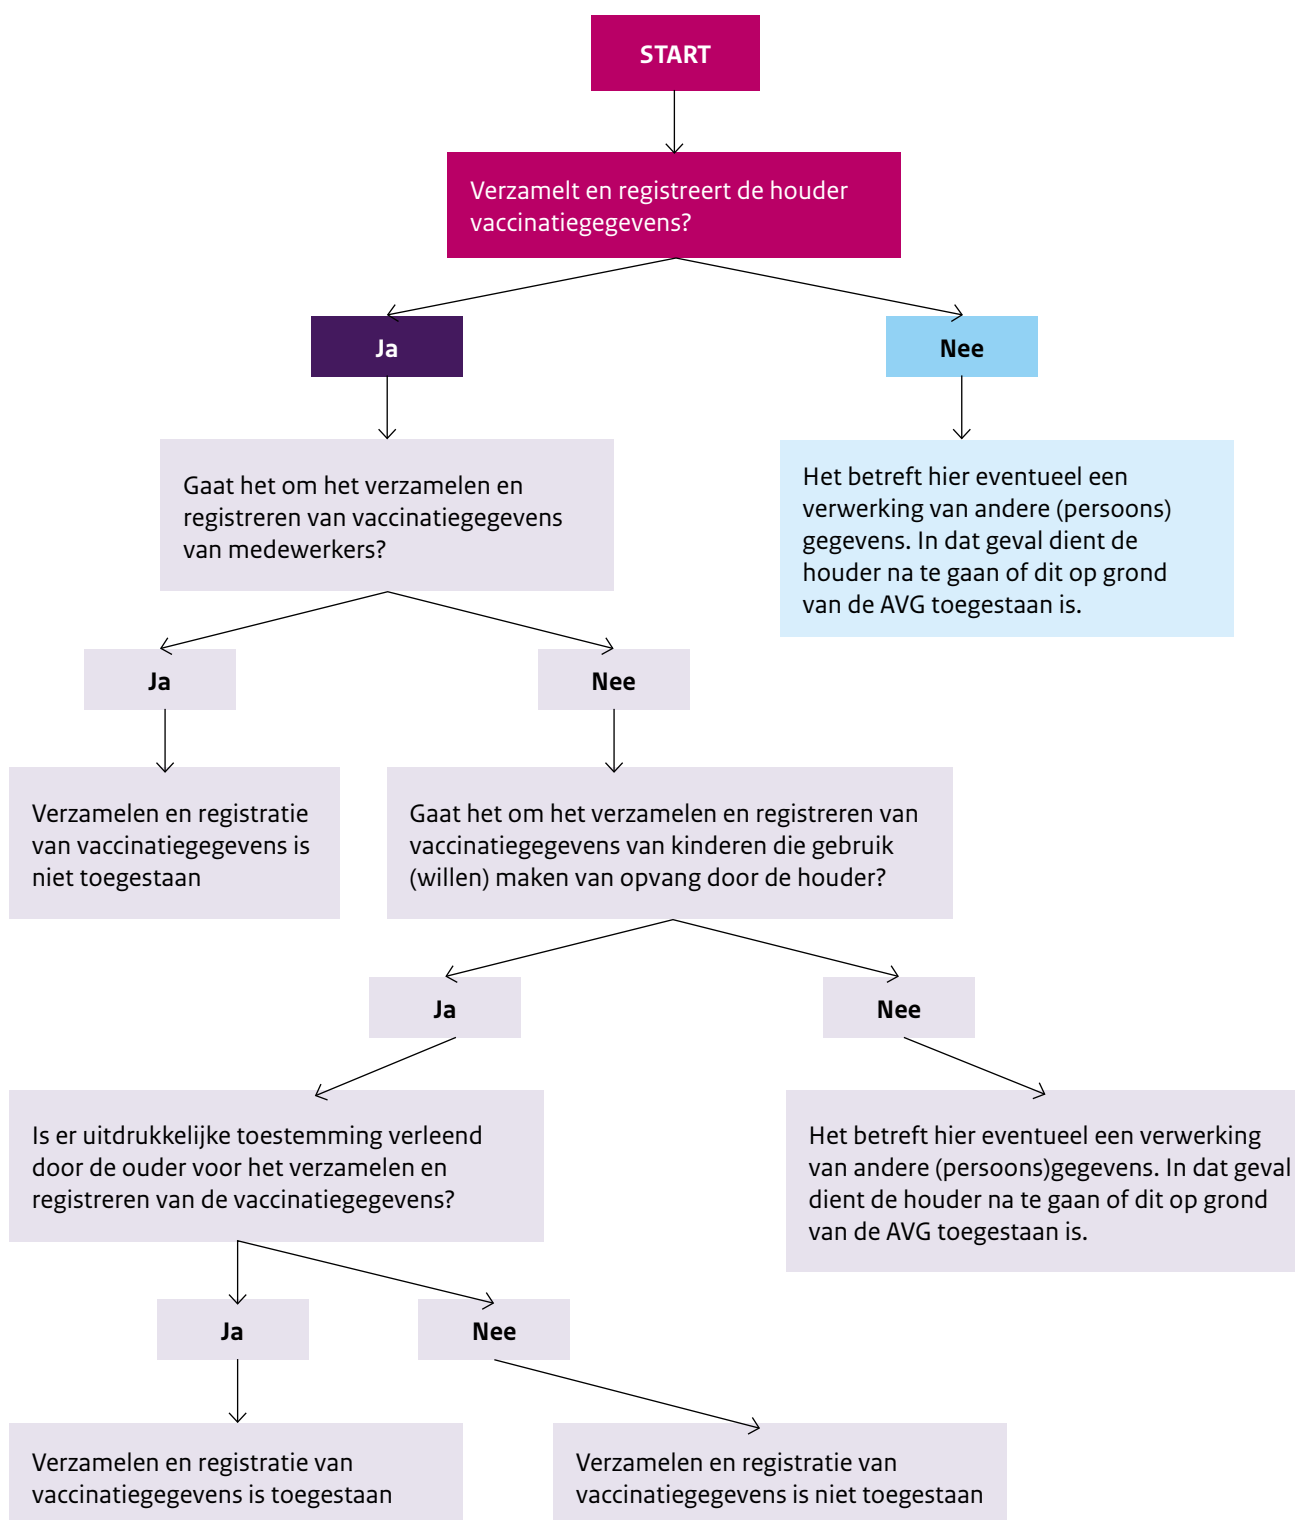 START
Verzamelt en registreert de houder
vaccinatiegegevens?
Ja
Nee
Gaat het om het verzamelen en
registreren van vaccinatiegegevens
van medewerkers?
Het betreft hier eventueel een
verwerking van andere (persoons)
gegevens. In dat geval dient de
houder na te gaan of dit op grond
van de AVG toegestaan is.
Ja
Nee
Verzamelen en registratie
van vaccinatiegegevens is
niet toegestaan
Gaat het om het verzamelen en registreren van
vaccinatiegegevens van kinderen die gebruik
(willen) maken van opvang door de houder?
Ja
Nee
Is er uitdrukkelijke toestemming verleend
door de ouder voor het verzamelen en
registreren van de vaccinatiegegevens?
Het betreft hier eventueel een verwerking
van andere (persoons)gegevens. In dat geval
dient de houder na te gaan of dit op grond
van de AVG toegestaan is.
Ja
Nee
Verzamelen en registratie van
vaccinatiegegevens is toegestaan
Verzamelen en registratie van
vaccinatiegegevens is niet toegestaan